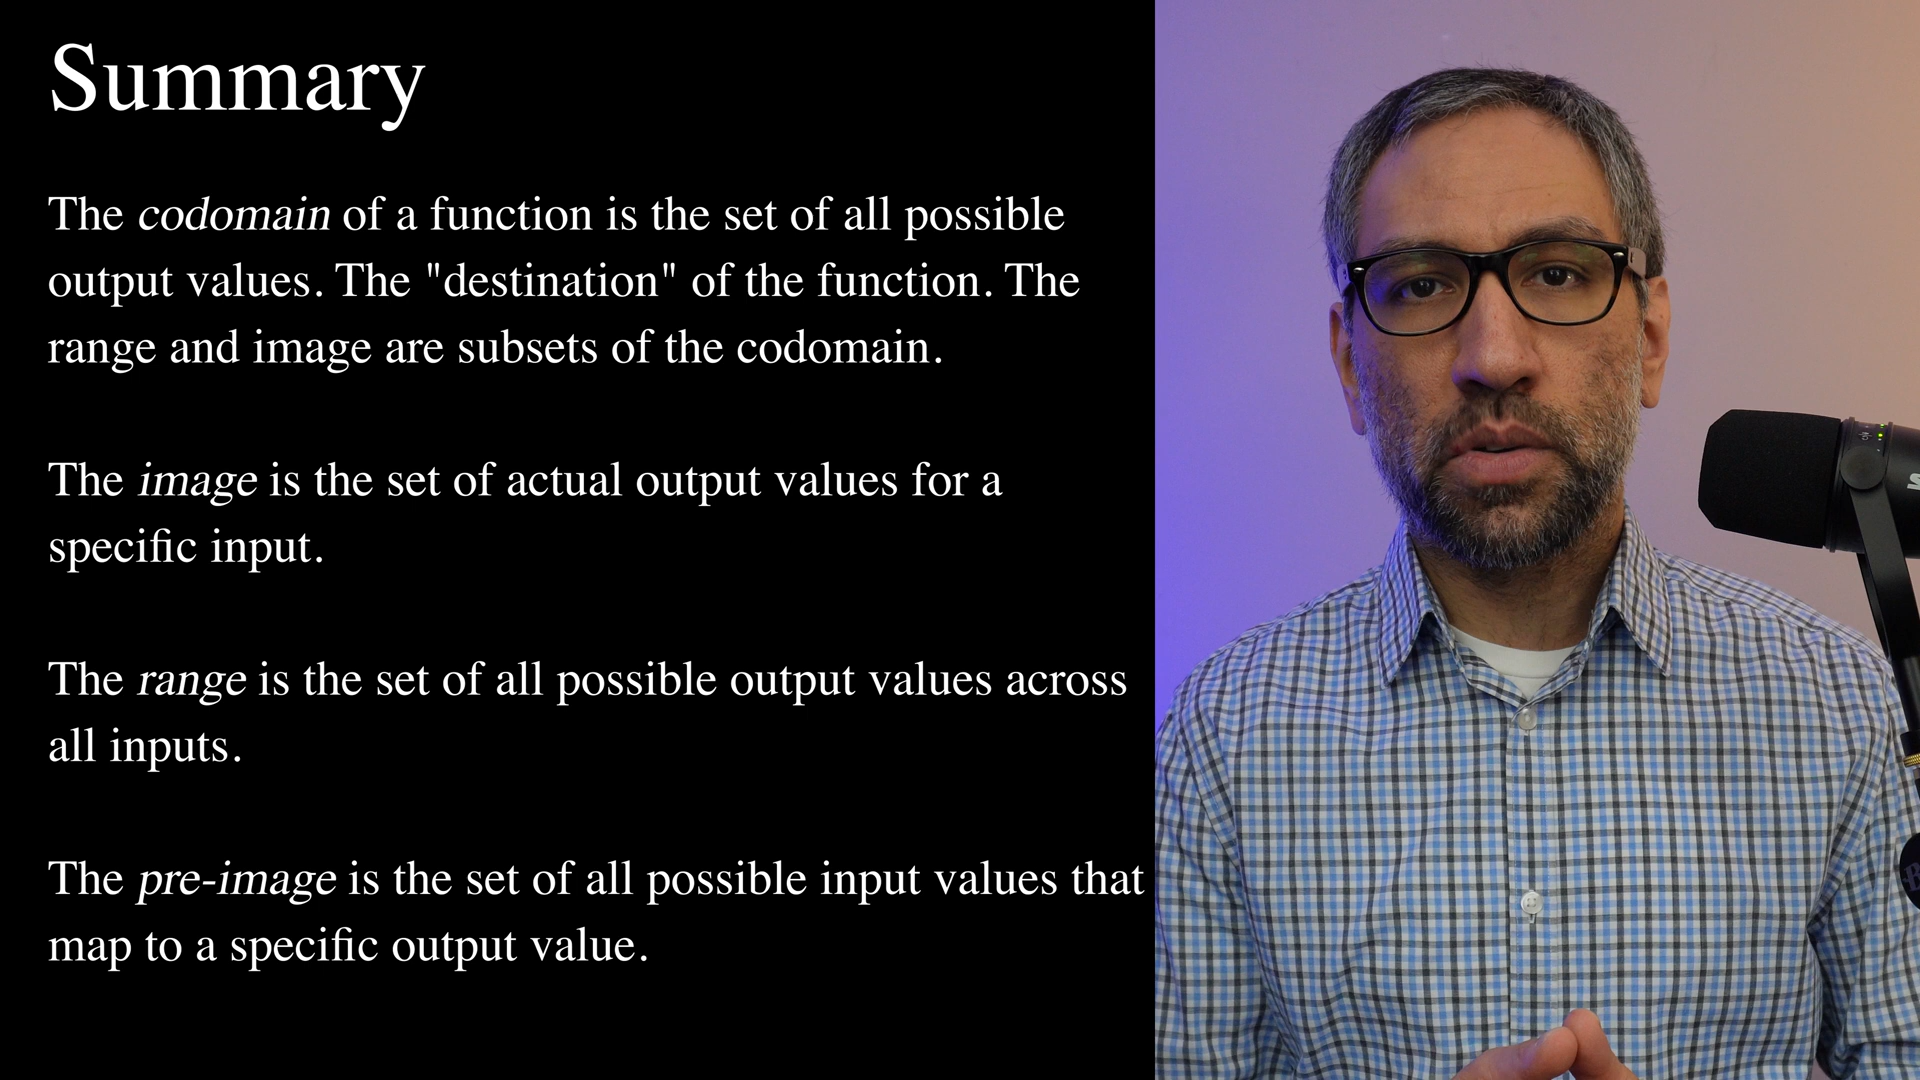 Summary
The codomain of a function is the set of all possible
output values. The "destination" of the function. The
range and image are subsets of the codomain.
The image is the set of actual output values for a
specific input.
The range is the set of all possible output values across
all inputs.
The pre-image is the set of all possible input values that
map to a specific output value.